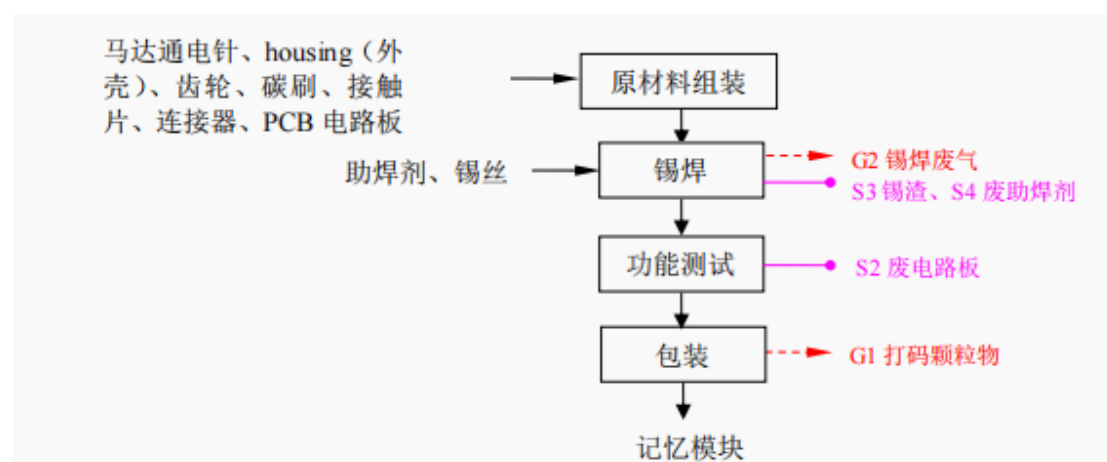 马达通电针、housing（外
壳）、齿轮、碳刷、接触
片、连接器、PCB 电路板
原材料组装
助焊剂、锡丝
锡焊
G2 锡焊废气
S3 锡渣、S4 废助焊剂
功能测试
S2 废电路板
包装
G1 打码颗粒物
记忆模块